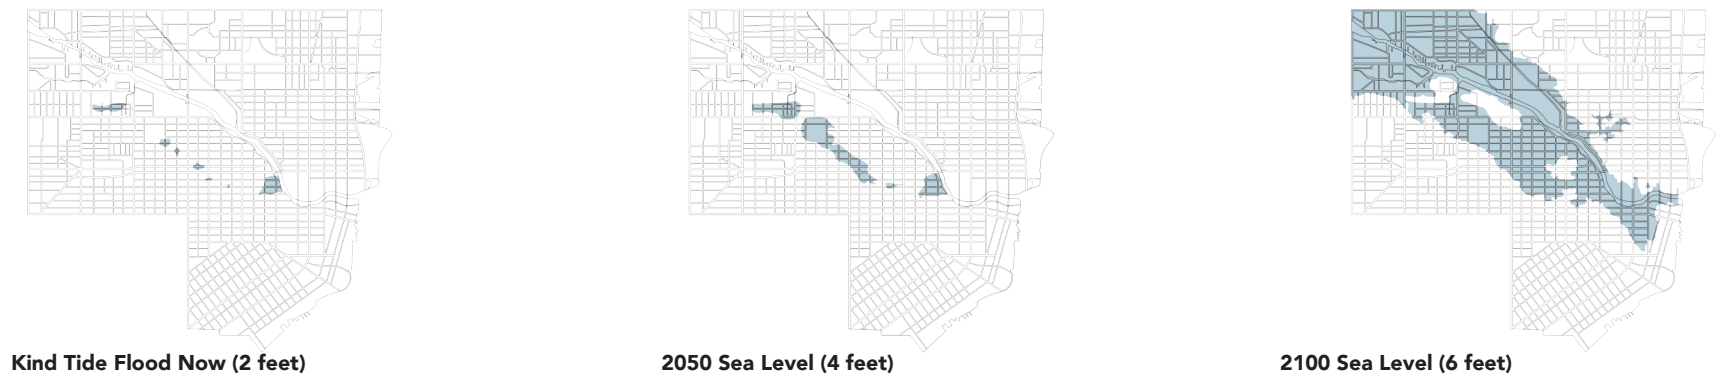 Kind Tide Flood Now (2 feet)
2050 Sea Level (4 feet)
2100 Sea Level (6 feet)